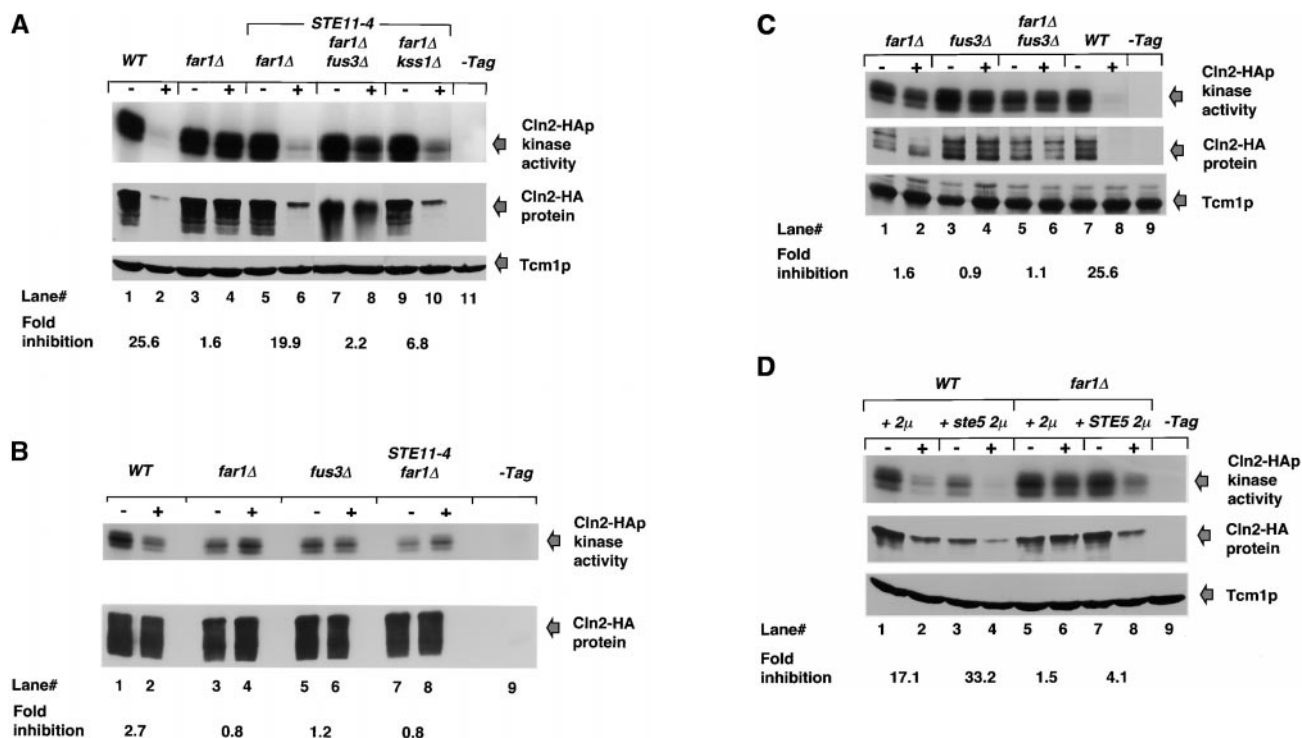 A
STE11-4
far1Δ far1Δ
WT far1Δ far1Δ fus3Δ kss1Δ -Tag
- + - + - + - + - +
Cln2-HAp
kinase
activity
Cln2-HA
protein
Tcm1p
Lane# 1 2 3 4 5 6 7 8 9 10 11
Fold
inhibition 25.6 1.6 19.9 2.2 6.8
B
STE11-4
WT far1Δ fus3Δ far1Δ -Tag
- + - + - + - +
Cln2-HAp
kinase
activity
Cln2-HA
protein
Lane# 1 2 3 4 5 6 7 8 9
Fold
inhibition 2.7 0.8 1.2 0.8
C
far1Δ
far1Δ fus3Δ fus3Δ WT -Tag
- + - + - + - +
Cln2-HAp
kinase
activity
Cln2-HA
protein
Tcm1p
Lane# 1 2 3 4 5 6 7 8 9
Fold
inhibition 1.6 0.9 1.1 25.6
D
WT far1Δ
+ 2μ + ste5 2μ + 2μ + STE5 2μ -Tag
- + - + - + - +
Cln2-HAp
kinase
activity
Cln2-HA
protein
Tcm1p
Lane# 1 2 3 4 5 6 7 8 9
Fold
inhibition 17.1 33.2 1.5 4.1